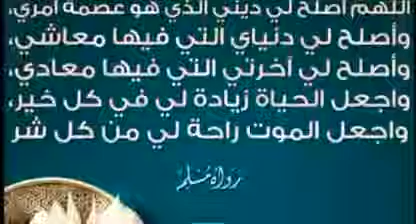 اللهم أصلح لي ديني الذي هو عصمة أمري،
وأصلح لي دنياي التي فيها معاشي،
وأصلح لي آخرتي التي فيها معادي،
واجعل الحياة زيادة لي في كل خير،
واجعل الموت راحة لي من كل شر
رواه مسلم